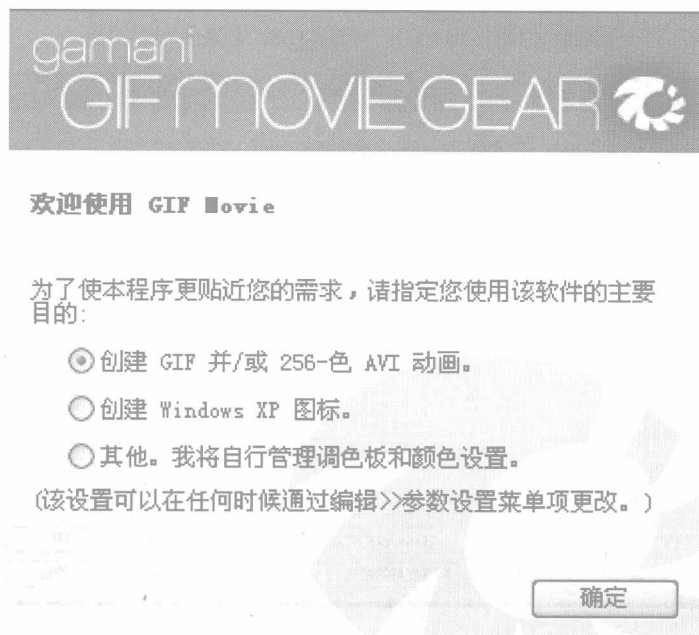 gamani
GIF MOVIE GEAR
欢迎使用 GIF Movie
为了使本程序更贴近您的需求，请指定您使用该软件的主要
目的:
创建 GIF 并/或 256-色 AVI 动画。
创建 Windows XP 图标。
其他。我将自行管理调色板和颜色设置。
(该设置可以在任何时候通过编辑>>参数设置菜单项更改。)
确定